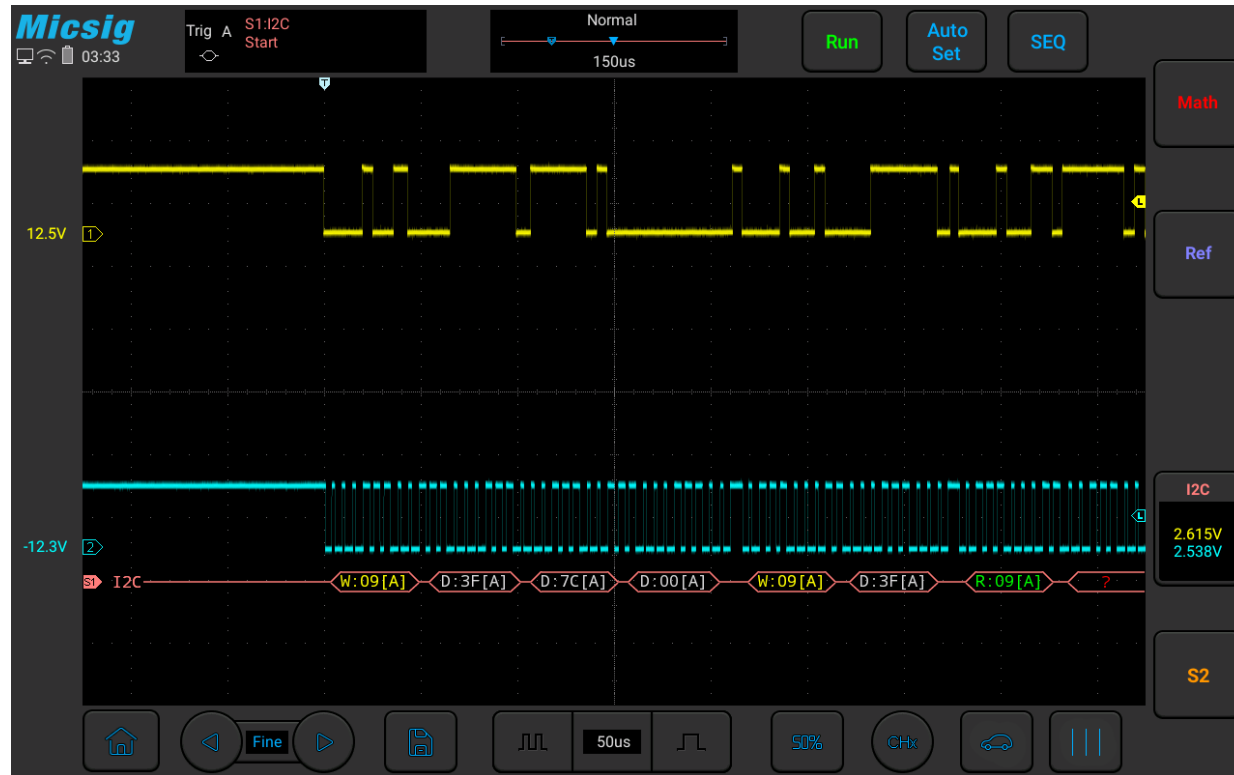 Micsig
03:33
Trig A S1:I2C
Start
Normal
150us
Run
Auto
Set
SEQ
Math
T
L
12.5V 1
Ref
I2C
2.615V
2.538V
L
-12.3V 2
S1 I2C W:09[A] D:3F[A] D:7C[A] D:00[A] W:09[A] D:3F[A] R:09[A] ?
S2
Fine
50us
50%
CHx